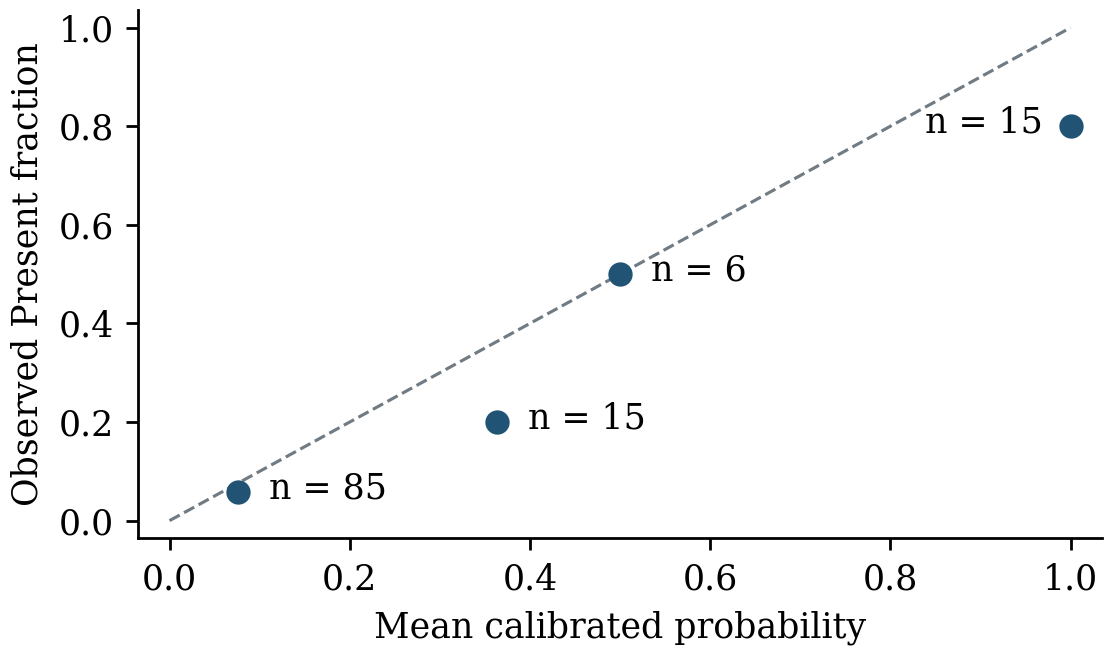 Observed Present fraction
1.0
0.8
0.6
0.4
0.2
0.0
n = 15
n = 6
n = 15
n = 85
0.0 0.2 0.4 0.6 0.8 1.0
Mean calibrated probability